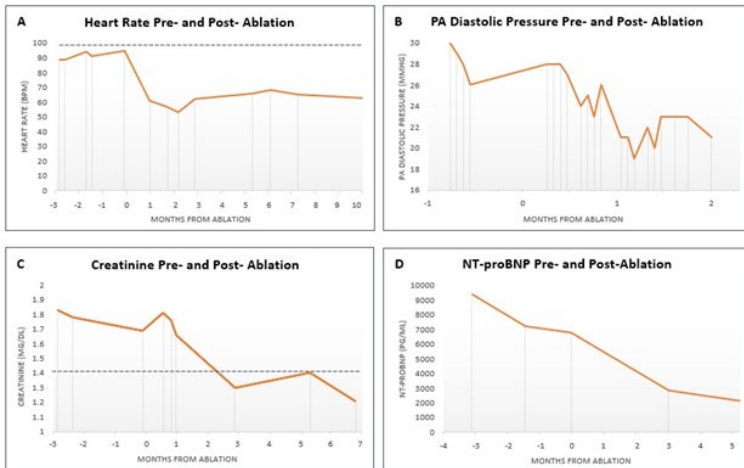 A
Heart Rate Pre- and Post- Ablation
100
90
80
70
60
50
40
30
20
10
0
HEART RATE (BPM)
-3 -2 -1 0 1 2 3 4 5 6 7 8 9 10
MONTHS FROM ABLATION
B
PA Diastolic Pressure Pre- and Post- Ablation
30
28
26
24
22
20
18
16
PA DIASTOLIC PRESSURE (MMHG)
-1 0 1 2
MONTHS FROM ABLATION
C
Creatinine Pre- and Post- Ablation
2
1.9
1.8
1.7
1.6
1.5
1.4
1.3
1.2
1.1
1
CREATININE (MG/DL)
-3 -2 -1 0 1 2 3 4 5 6 7
MONTHS FROM ABLATION
D
NT-proBNP Pre- and Post-Ablation
10000
9000
8000
7000
6000
5000
4000
3000
2000
1000
0
NT-PROBNP (PG/ML)
-4 -3 -2 -1 0 1 2 3 4 5
MONTHS FROM ABLATION